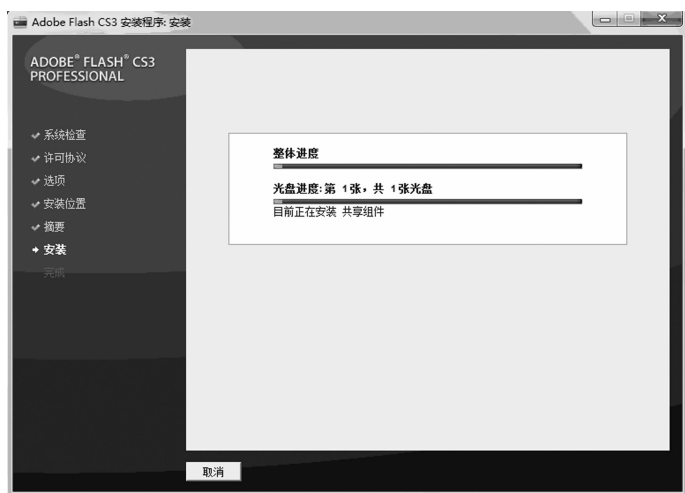 Adobe Flash CS3 安装程序: 安装
ADOBE® FLASH® CS3
PROFESSIONAL
系统检查
许可协议
选项
安装位置
摘要
安装
完成
整体进度
光盘进度: 第 1张，共 1张光盘
目前正在安装 共享组件
取消